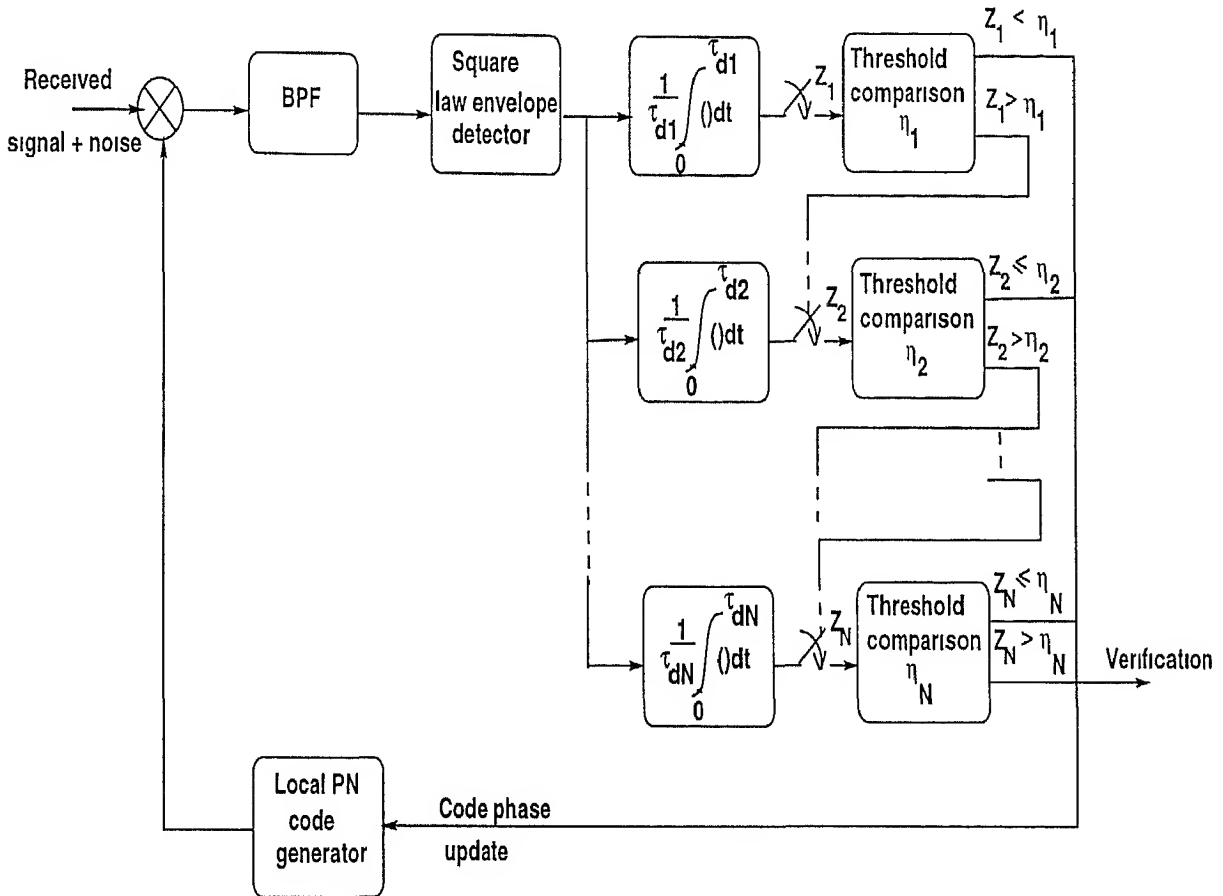 Received
signal + noise
BPF
Square
law envelope
detector
1
τd1
τd1
∫
0
()dt
Z1
Threshold
comparison
η1
Z1 < η1
Z1 > η1
1
τd2
τd2
∫
0
()dt
Z2
Threshold
comparison
η2
Z2 ≤ η2
Z2 > η2
1
τdN
τdN
∫
0
()dt
ZN
Threshold
comparison
ηN
ZN ≤ ηN
ZN > ηN
Verification
Local PN
code
generator
Code phase
update